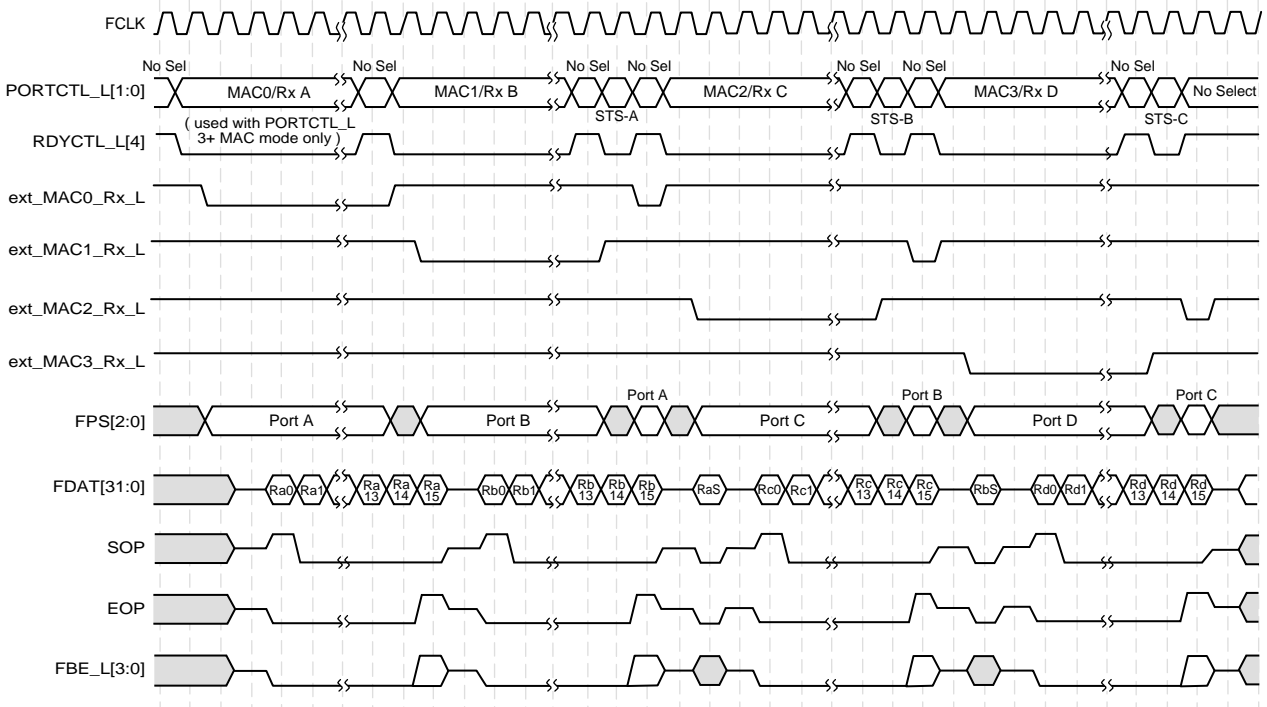 FCLK
No Sel No Sel No Sel No Sel No Sel No Sel No Sel
PORTCTL_L[1:0] MAC0/Rx A MAC1/Rx B MAC2/Rx C MAC3/Rx D No Select
STS-A STS-B STS-C
( used with PORTCTL_L
3+ MAC mode only )
RDYCTL_L[4]
ext_MAC0_Rx_L
ext_MAC1_Rx_L
ext_MAC2_Rx_L
ext_MAC3_Rx_L
Port A Port B Port C
FPS[2:0] Port A Port B Port C Port D
FDAT[31:0] Ra0 Ra1 Ra 13 Ra 14 Ra 15 Rb0 Rb1 Rb 13 Rb 14 Rb 15 RaS Rc0 Rc1 Rc 13 Rc 14 Rc 15 RbS Rd0 Rd1 Rd 13 Rd 14 Rd 15
SOP
EOP
FBE_L[3:0]